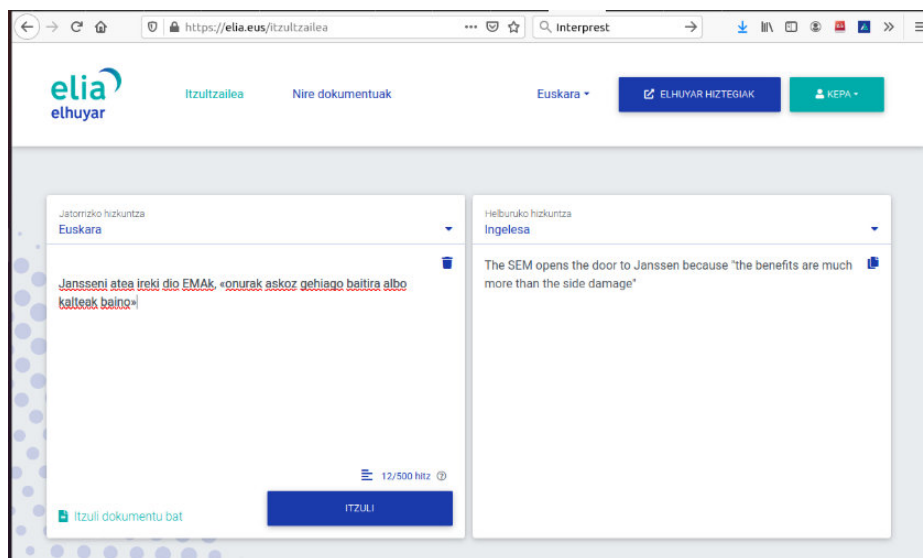 https://elia.eus/itzultzailea
Interprest
elia
elhuyar
Itzultzailea
Nire dokumentuak
Euskara
ELHUYAR HIZTEGIAK
KEPA
Jatorrizko hizkuntza
Euskara
Jansseni atea ireki dio EMAk, «onurak askoz gehiago baitira albo
kalteak baino»
12/500 hitz
Itzuli dokumentu bat
ITZULI
Helburuko hizkuntza
Ingelesa
The SEM opens the door to Janssen because "the benefits are much
more than the side damage"